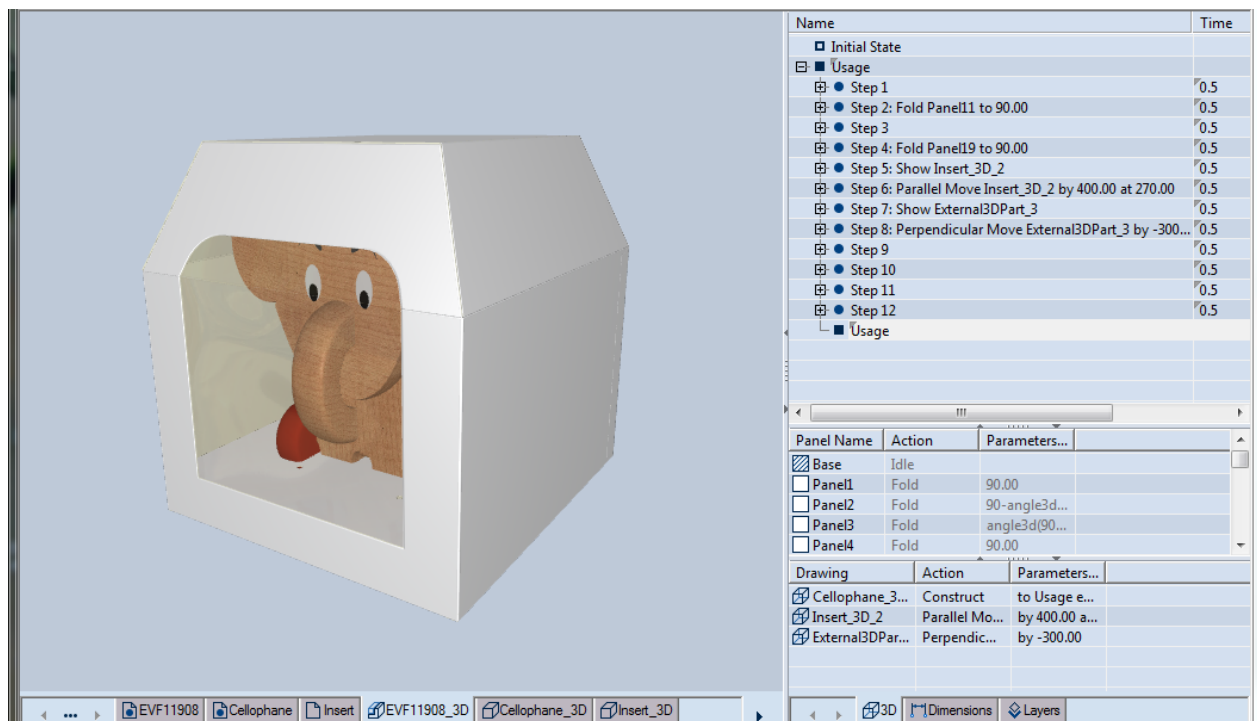 Name Time
Initial State
Usage
Step 1 0.5
Step 2: Fold Panel11 to 90.00 0.5
Step 3 0.5
Step 4: Fold Panel19 to 90.00 0.5
Step 5: Show Insert_3D_2 0.5
Step 6: Parallel Move Insert_3D_2 by 400.00 at 270.00 0.5
Step 7: Show External3DPart_3 0.5
Step 8: Perpendicular Move External3DPart_3 by -300... 0.5
Step 9 0.5
Step 10 0.5
Step 11 0.5
Step 12 0.5
Usage
Panel Name Action Parameters...
Base Idle
Panel1 Fold 90.00
Panel2 Fold 90-angle3d...
Panel3 Fold angle3d(90...
Panel4 Fold 90.00
Drawing Action Parameters...
Cellophane_3... Construct to Usage e...
Insert_3D_2 Parallel Mo... by 400.00 a...
External3DPar... Perpendic... by -300.00
EVF11908 Cellophane Insert EVF11908_3D Cellophane_3D Insert_3D
3D Dimensions Layers